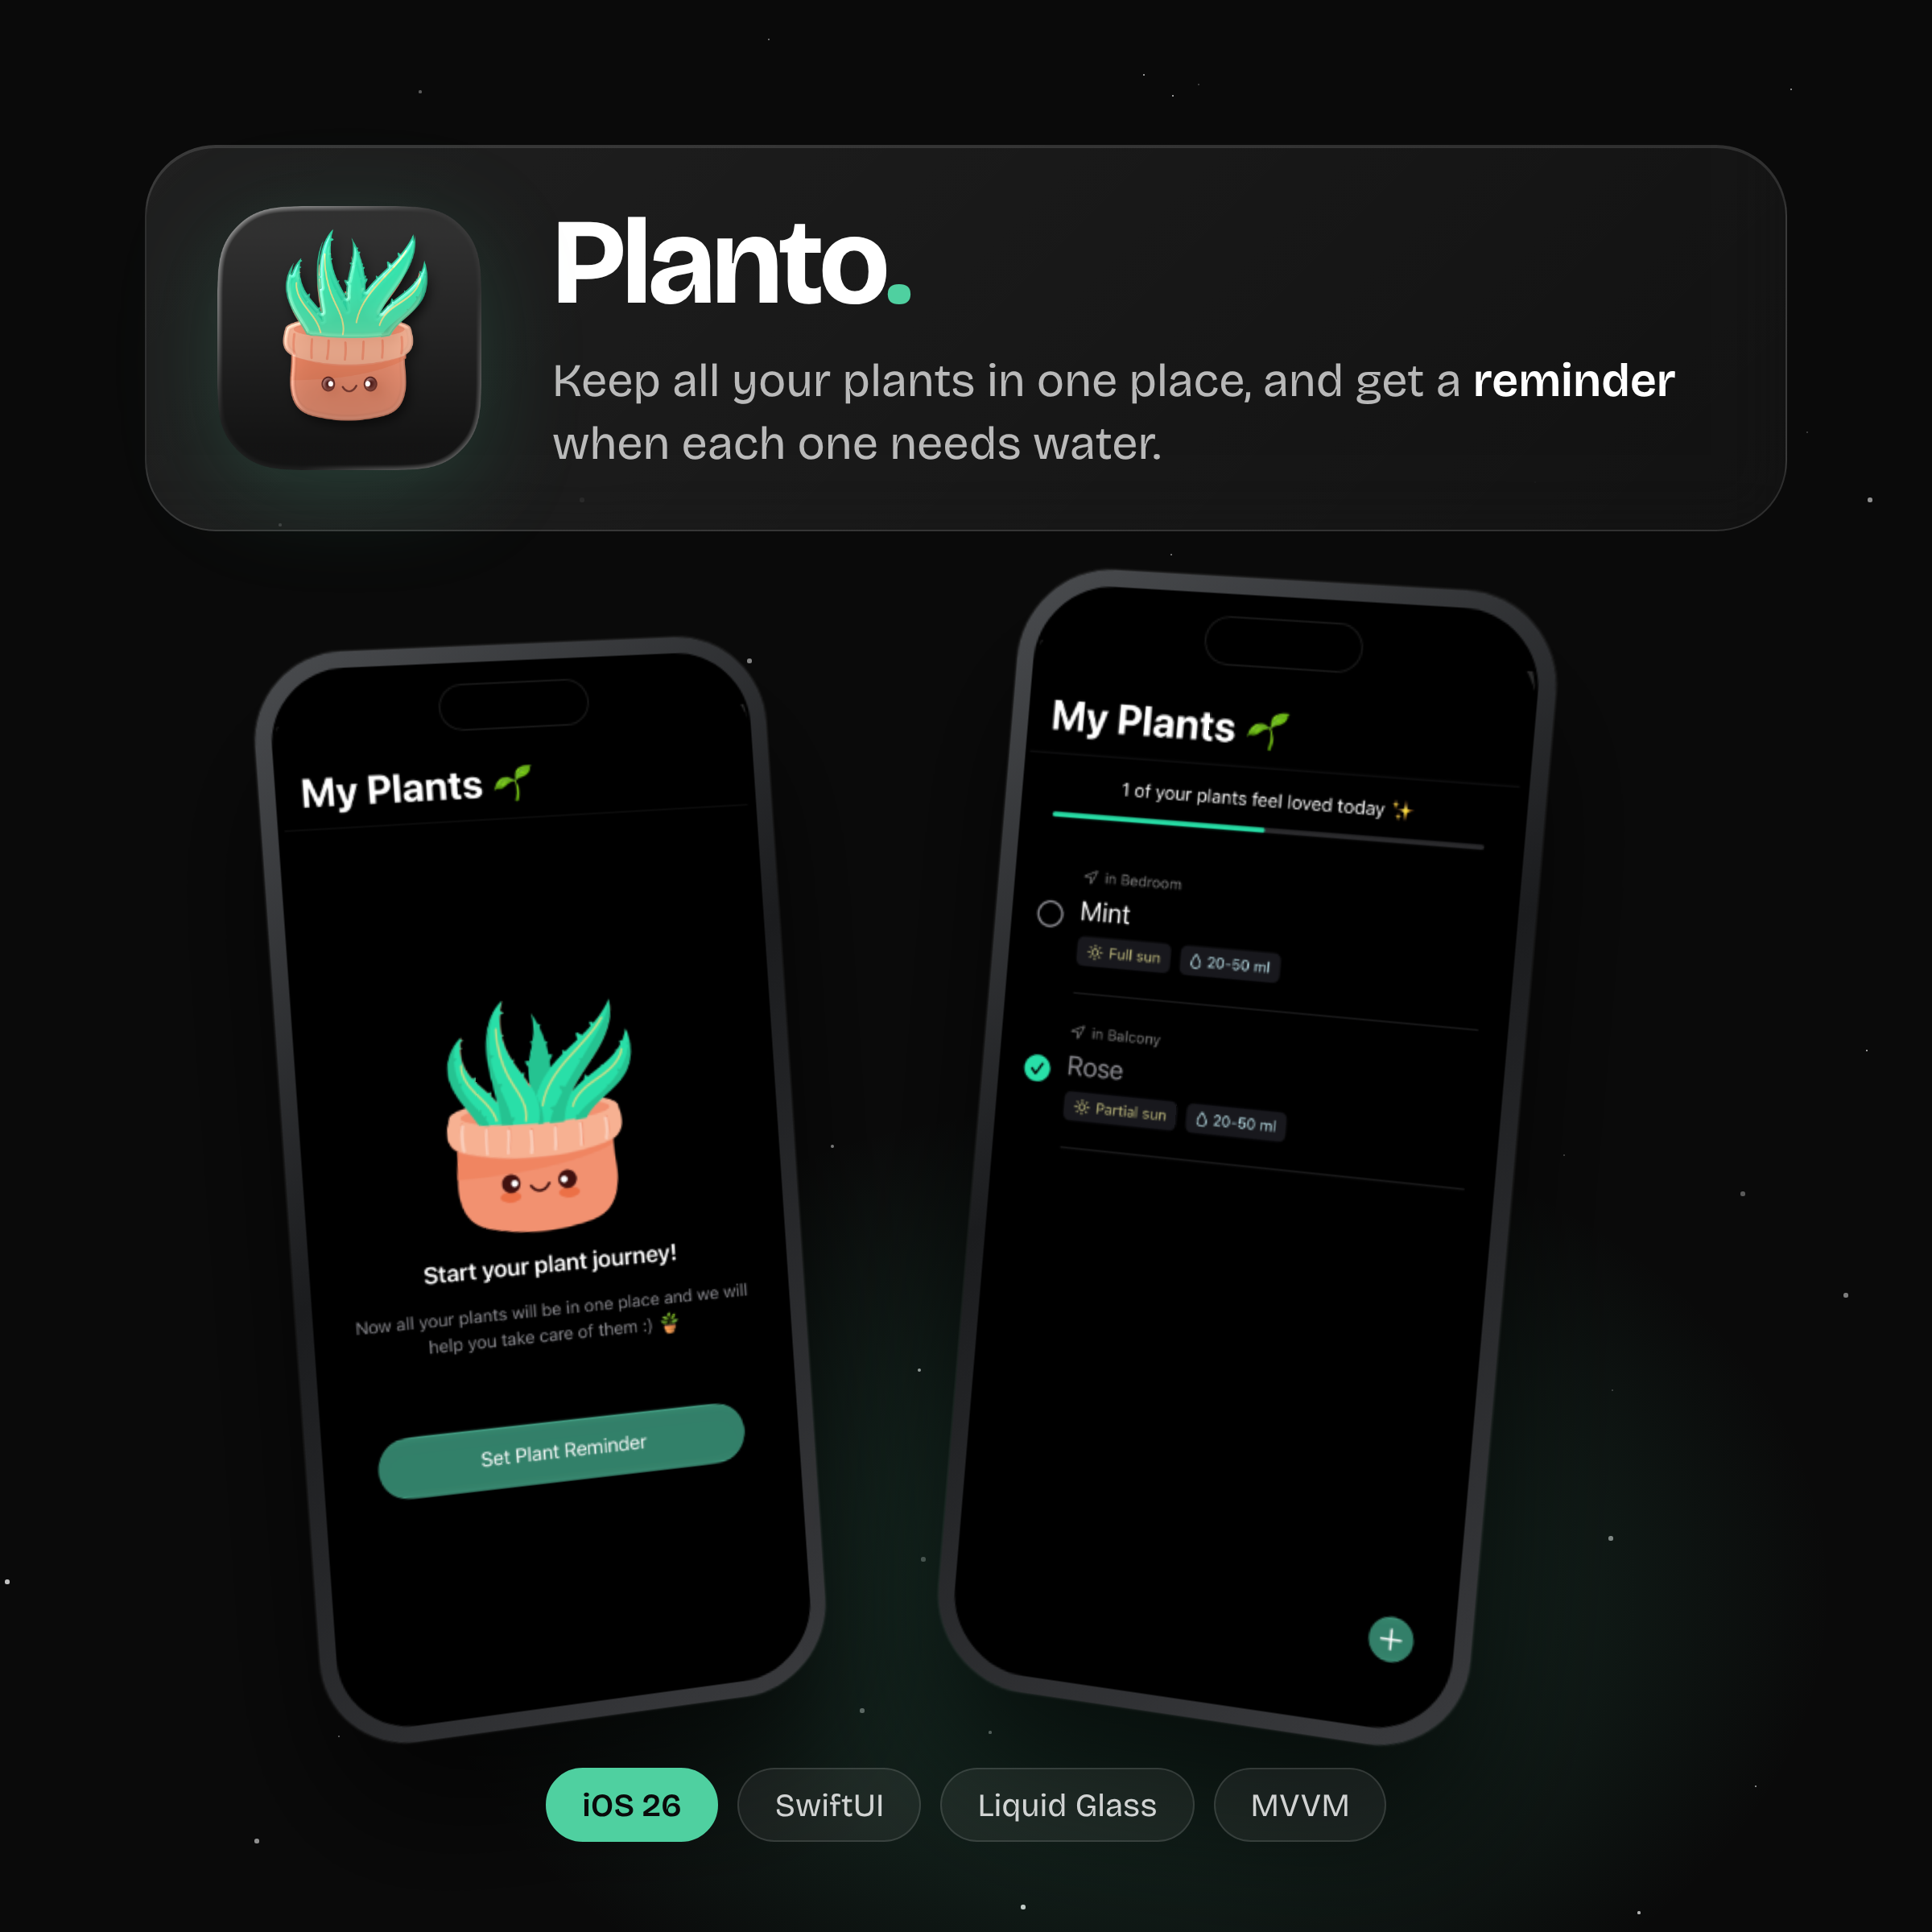 Planto.
Keep all your plants in one place, and get a reminder
when each one needs water.
My Plants 🌱
Start your plant journey!
Now all your plants will be in one place and we will
help you take care of them :) 🪴
Set Plant Reminder
My Plants 🌱
1 of your plants feel loved today ✨
in Bedroom
Mint
Full sun
20-50 ml
in Balcony
Rose
Partial sun
20-50 ml
iOS 26
SwiftUI
Liquid Glass
MVVM